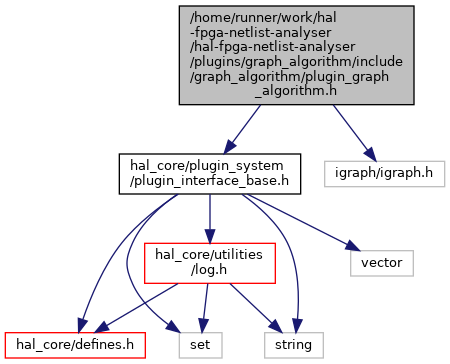 /home/runner/work/hal
-fpga-netlist-analyser
/hal-fpga-netlist-analyser
/plugins/graph_algorithm/include
/graph_algorithm/plugin_graph
_algorithm.h
hal_core/plugin_system
/plugin_interface_base.h
igraph/igraph.h
hal_core/utilities
/log.h
vector
hal_core/defines.h
set
string